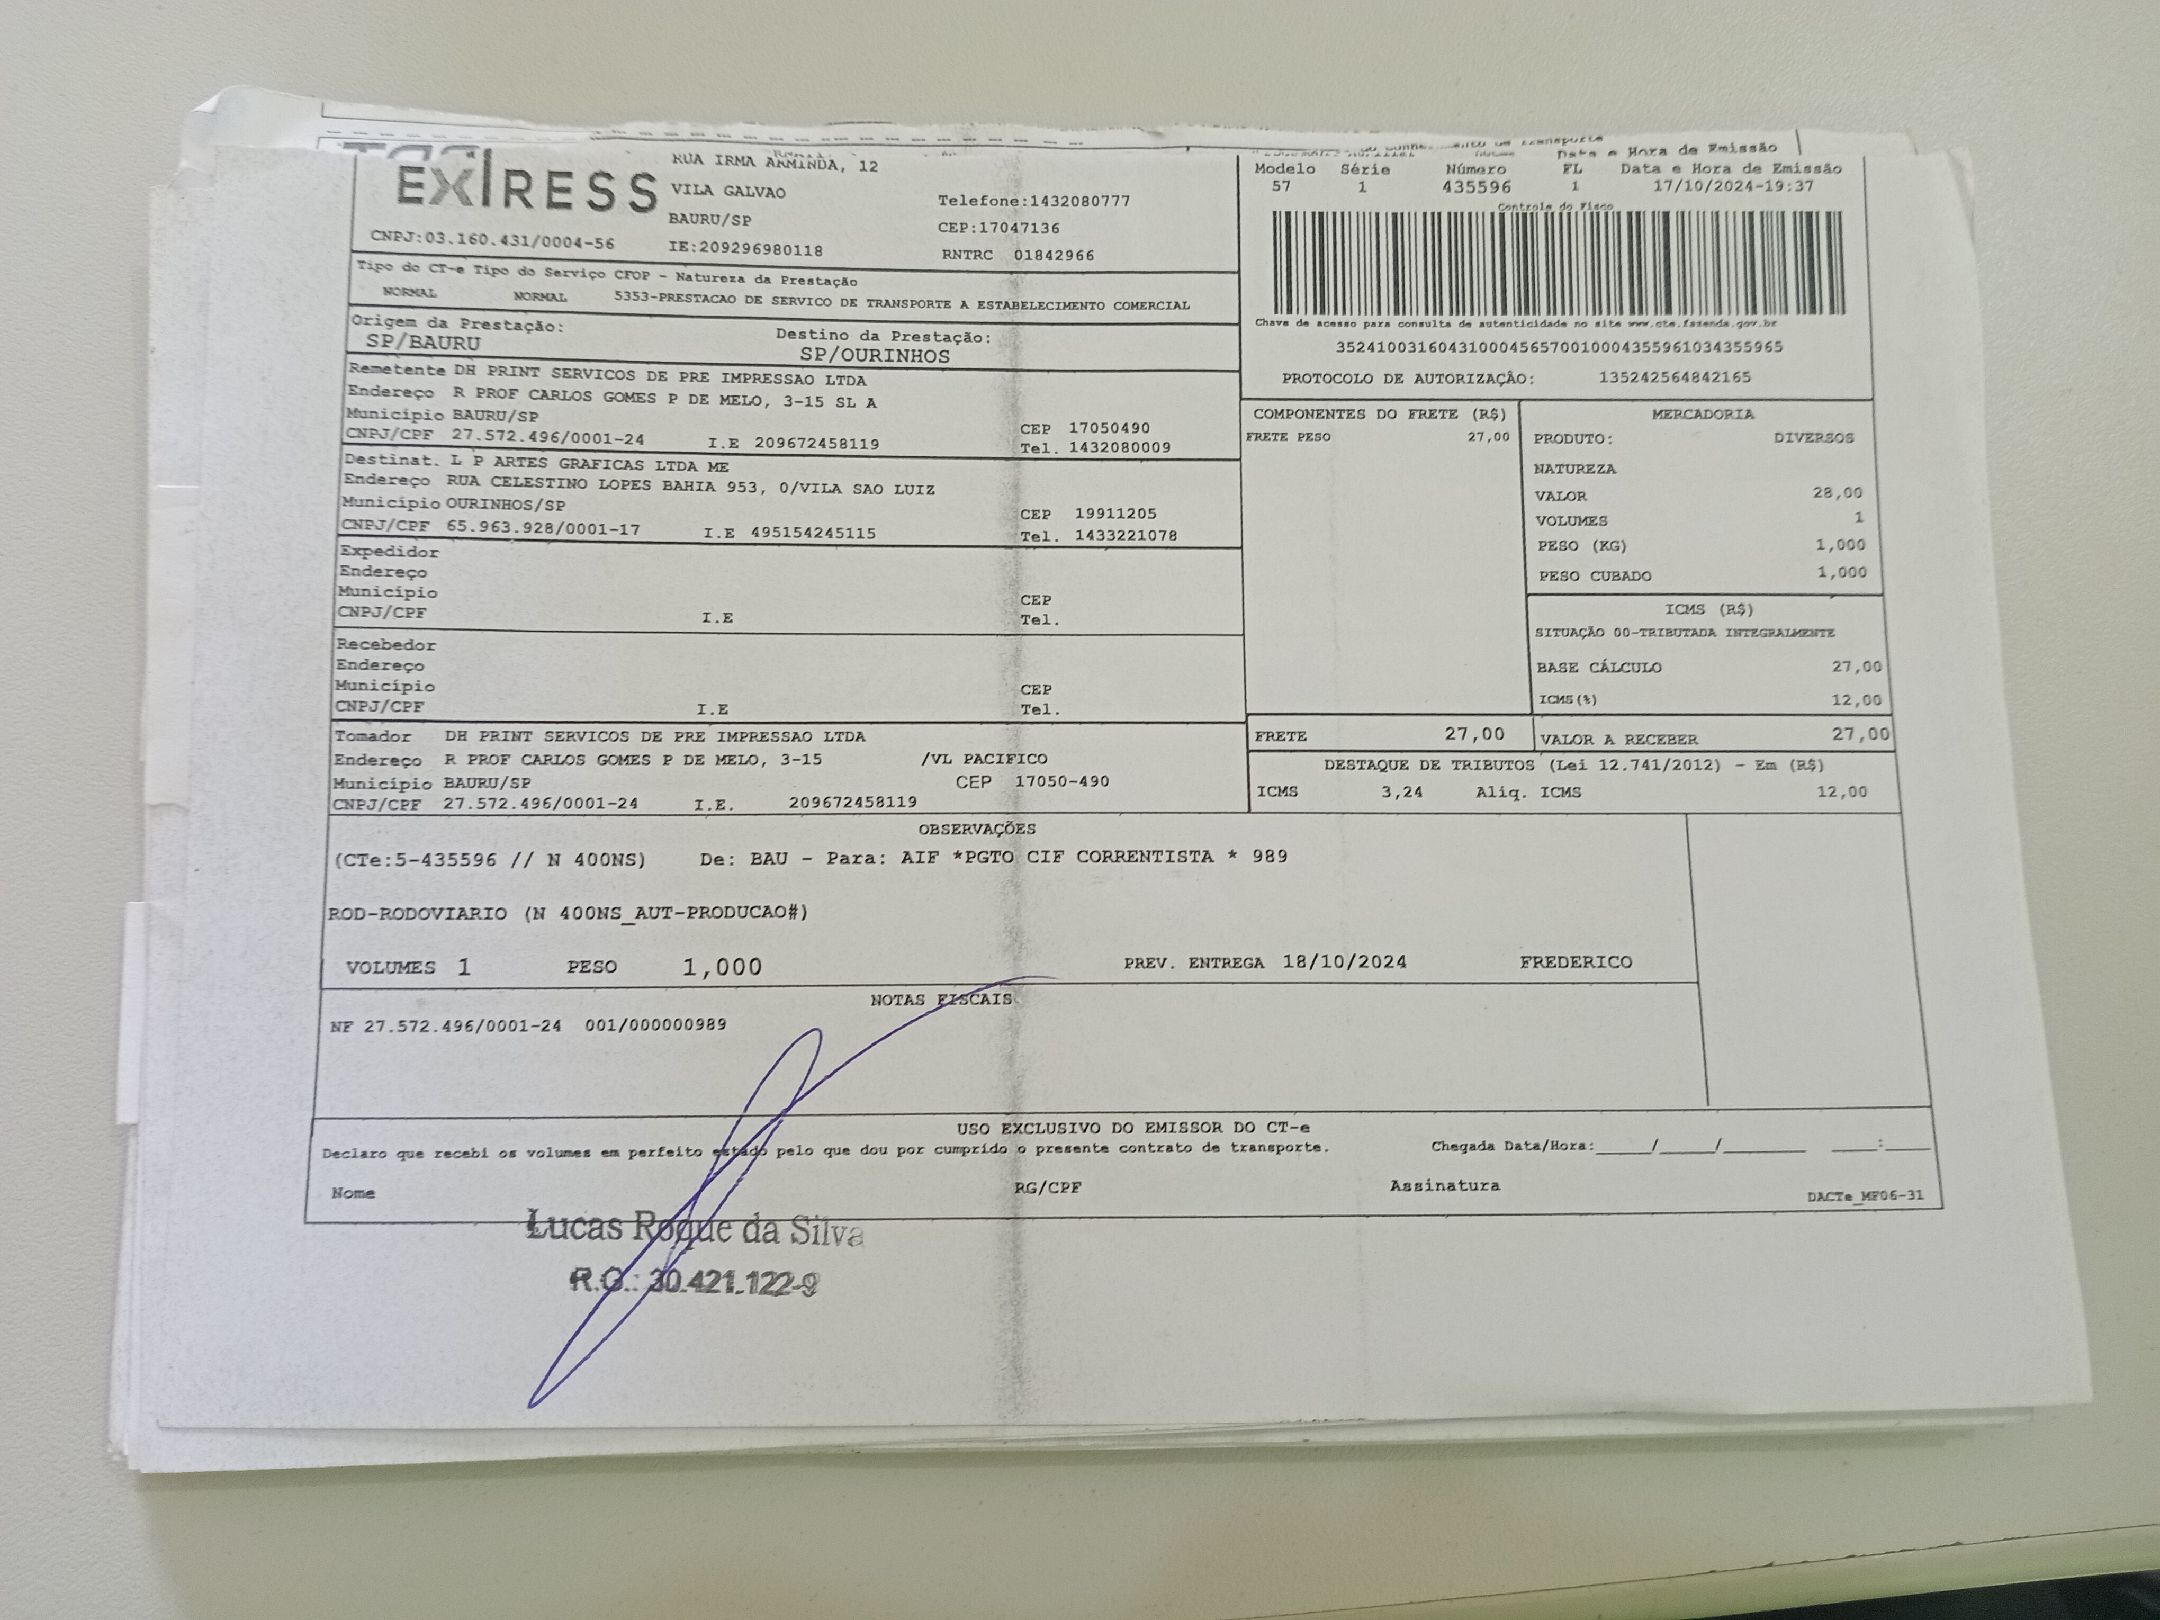 EXPRESS
RUA IRMA ARMINDA, 12
VILA GALVAO
BAURU/SP
CNPJ:03.160.431/0004-56
IE:209296980118
Telefone:1432080777
CEP:17047136
RNTRC 01842966
Data e Hora de Emissão
Modelo Série Número FL Data e Hora de Emissão
57 1 435596 1 17/10/2024-19:37
Controle do Fisco
Chave de acesso para consulta de autenticidade no site www.cte.fazenda.gov.br
35241003160431000456570010004355961034355965
PROTOCOLO DE AUTORIZAÇÃO: 135242564842165
Tipo do CT-e Tipo do Serviço CFOP - Natureza da Prestação
NORMAL NORMAL 5353-PRESTACAO DE SERVICO DE TRANSPORTE A ESTABELECIMENTO COMERCIAL
Origem da Prestação: Destino da Prestação:
SP/BAURU SP/OURINHOS
Remetente DH PRINT SERVICOS DE PRE IMPRESSAO LTDA
Endereço R PROF CARLOS GOMES P DE MELO, 3-15 SL A
Município BAURU/SP CEP 17050490
CNPJ/CPF 27.572.496/0001-24 I.E 209672458119 Tel. 1432080009
Destinat. L P ARTES GRAFICAS LTDA ME
Endereço RUA CELESTINO LOPES BAHIA 953, 0/VILA SAO LUIZ
Município OURINHOS/SP CEP 19911205
CNPJ/CPF 65.963.928/0001-17 I.E 495154245115 Tel. 1433221078
Expedidor
Endereço
Município CEP
CNPJ/CPF I.E Tel.
Recebedor
Endereço
Município CEP
CNPJ/CPF I.E Tel.
Tomador DH PRINT SERVICOS DE PRE IMPRESSAO LTDA
Endereço R PROF CARLOS GOMES P DE MELO, 3-15 /VL PACIFICO
Município BAURU/SP CEP 17050-490
CNPJ/CPF 27.572.496/0001-24 I.E. 209672458119
COMPONENTES DO FRETE (R$)
FRETE PESO 27,00
MERCADORIA
PRODUTO: DIVERSOS
NATUREZA
VALOR 28,00
VOLUMES 1
PESO (KG) 1,000
PESO CUBADO 1,000
ICMS (R$)
SITUAÇÃO 00-TRIBUTADA INTEGRALMENTE
BASE CÁLCULO 27,00
ICMS(%) 12,00
FRETE 27,00 VALOR A RECEBER 27,00
DESTAQUE DE TRIBUTOS (Lei 12.741/2012) - Em (R$)
ICMS 3,24 Aliq. ICMS 12,00
OBSERVAÇÕES
(CTe:5-435596 // N 400NS) De: BAU - Para: AIF *PGTO CIF CORRENTISTA * 989
ROD-RODOVIARIO (N 400NS_AUT-PRODUCAO#)
VOLUMES 1 PESO 1,000 PREV. ENTREGA 18/10/2024 FREDERICO
NOTAS FISCAIS
NF 27.572.496/0001-24 001/000000989
USO EXCLUSIVO DO EMISSOR DO CT-e
Declaro que recebi os volumes em perfeito estado pelo que dou por cumprido o presente contrato de transporte. Chegada Data/Hora:_____/_____/________ ____:____
Nome RG/CPF Assinatura DACTe_MF06-31
Lucas Roque da Silva
R.G.: 30.421.122-9